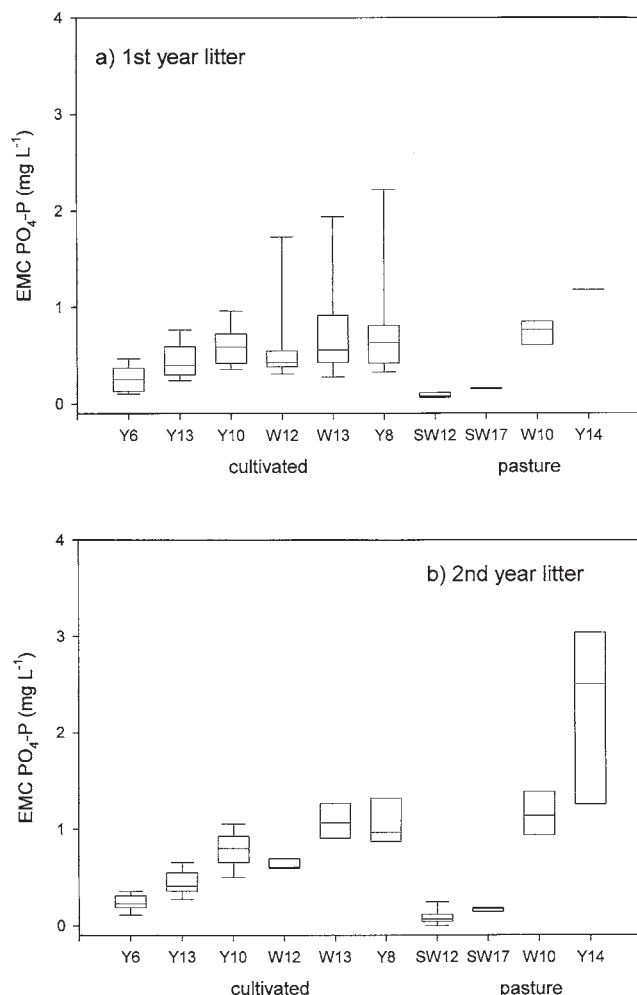 a) 1st year litter
EMC PO₄-P (mg L⁻¹)
4
3
2
1
0
Y6 Y13 Y10 W12 W13 Y8 SW12 SW17 W10 Y14
cultivated pasture
b) 2nd year litter
EMC PO₄-P (mg L⁻¹)
4
3
2
1
0
Y6 Y13 Y10 W12 W13 Y8 SW12 SW17 W10 Y14
cultivated pasture